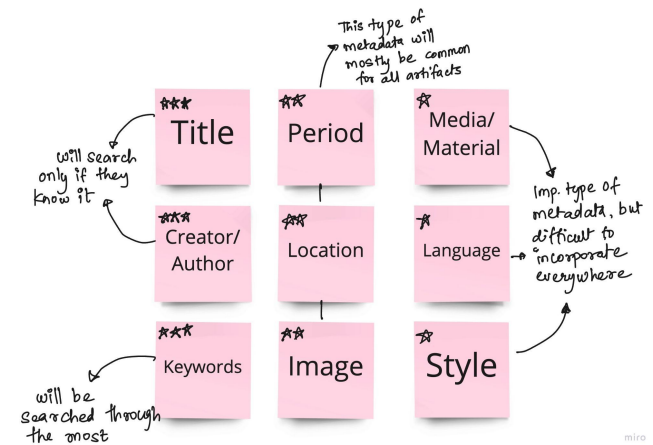 This type of
metadata will
mostly be common
for all artifacts
Title
Period
Media/
Material
will search
only if they
know it
Imp. type of
metadata, but
difficult to
incorporate
everywhere
Creator/
Author
Location
Language
Keywords
Image
Style
will be
searched through
the most
miro